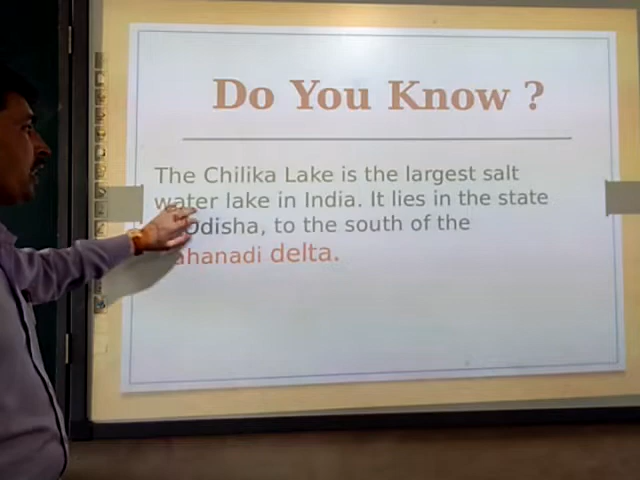 Do You Know ?
The Chilika Lake is the largest salt
water lake in India. It lies in the state
Odisha, to the south of the
delta.